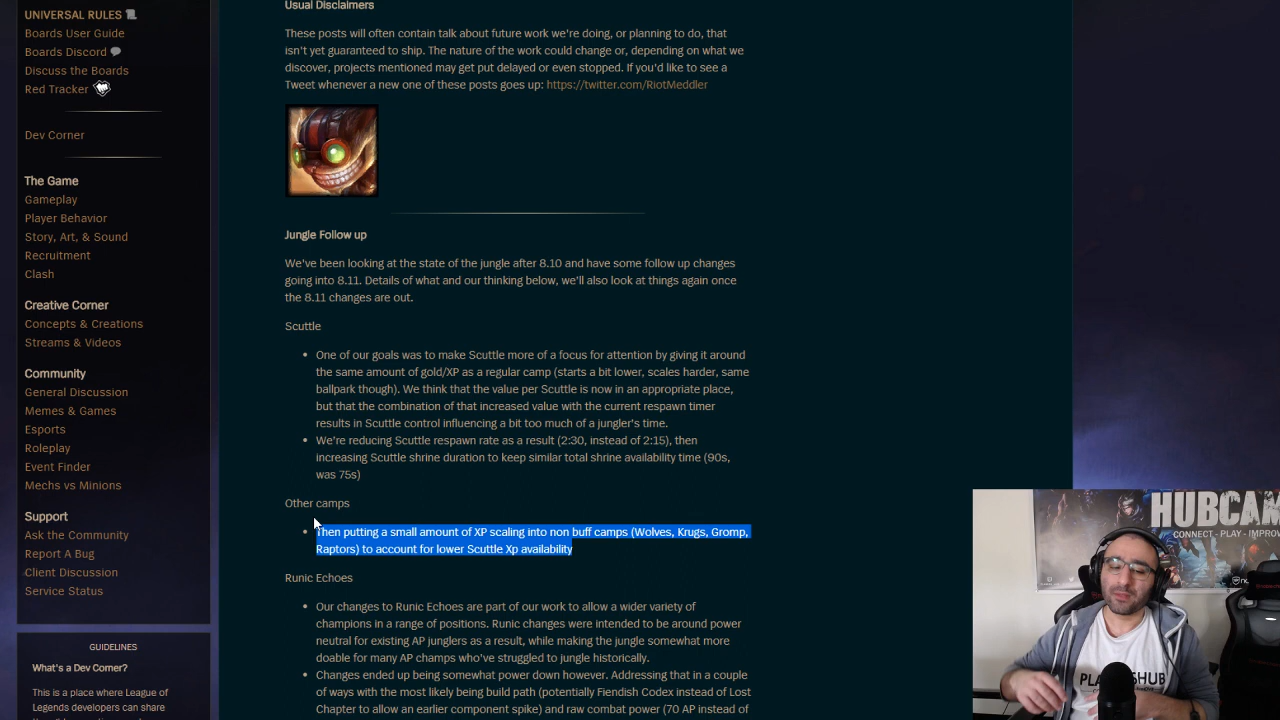 UNIVERSAL RULES
Boards User Guide
Boards Discord
Discuss the Boards
Red Tracker
Dev Corner
The Game
Gameplay
Player Behavior
Story, Art, & Sound
Recruitment
Clash
Creative Corner
Concepts & Creations
Streams & Videos
Community
General Discussion
Memes & Games
Esports
Roleplay
Event Finder
Mechs vs Minions
Support
Ask the Community
Report A Bug
Client Discussion
Service Status
GUIDELINES
What's a Dev Corner?
This is a place where League of
Legends developers can share
Usual Disclaimers
These posts will often contain talk about future work we're doing, or planning to do, that
isn't yet guaranteed to ship. The nature of the work could change or, depending on what we
discover, projects mentioned may get put delayed or even stopped. If you'd like to see a
Tweet whenever a new one of these posts goes up: https://twitter.com/RiotMeddler
Jungle Follow up
We've been looking at the state of the jungle after 8.10 and have some follow up changes
going into 8.11. Details of what and our thinking below, we'll also look at things again once
the 8.11 changes are out.
Scuttle
• One of our goals was to make Scuttle more of a focus for attention by giving it around
the same amount of gold/XP as a regular camp (starts a bit lower, scales harder, same
ballpark though). We think that the value per Scuttle is now in an appropriate place,
but that the combination of that increased value with the current respawn timer
results in Scuttle control influencing a bit too much of a jungler's time.
• We're reducing Scuttle respawn rate as a result (2:30, instead of 2:15), then
increasing Scuttle shrine duration to keep similar total shrine availability time (90s,
was 75s)
Other camps
• Then putting a small amount of XP scaling into non buff camps (Wolves, Krugs, Gromp,
Raptors) to account for lower Scuttle Xp availability
Runic Echoes
• Our changes to Runic Echoes are part of our work to allow a wider variety of
champions in a range of positions. Runic changes were intended to be around power
neutral for existing AP junglers as a result, while making the jungle somewhat more
doable for many AP champs who've struggled to jungle historically.
• Changes ended up being somewhat power down however. Addressing that in a couple
of ways with the most likely being build path (potentially Fiendish Codex instead of Lost
Chapter to allow an earlier component spike) and raw combat power (70 AP instead of
HUBCAM
CONNECT - PLAY - IMPROV